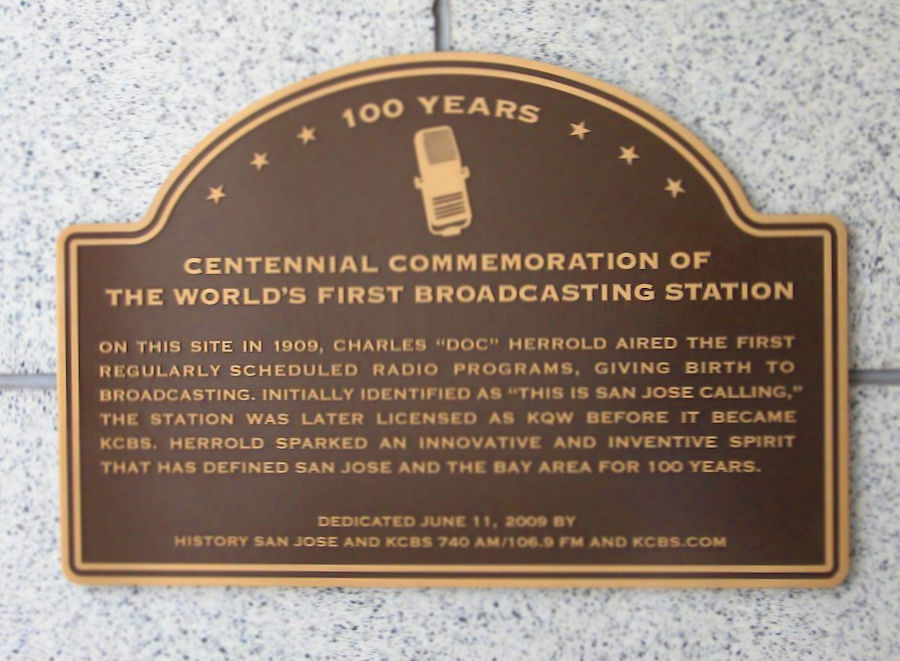 100 YEARS
CENTENNIAL COMMEMORATION OF
THE WORLD'S FIRST BROADCASTING STATION
ON THIS SITE IN 1909, CHARLES "DOC" HERROLD AIRED THE FIRST
REGULARLY SCHEDULED RADIO PROGRAMS, GIVING BIRTH TO
BROADCASTING. INITIALLY IDENTIFIED AS "THIS IS SAN JOSE CALLING,"
THE STATION WAS LATER LICENSED AS KQW BEFORE IT BECAME
KCBS. HERROLD SPARKED AN INNOVATIVE AND INVENTIVE SPIRIT
THAT HAS DEFINED SAN JOSE AND THE BAY AREA FOR 100 YEARS.
DEDICATED JUNE 11, 2009 BY
HISTORY SAN JOSE AND KCBS 740 AM/106.9 FM AND KCBS.COM